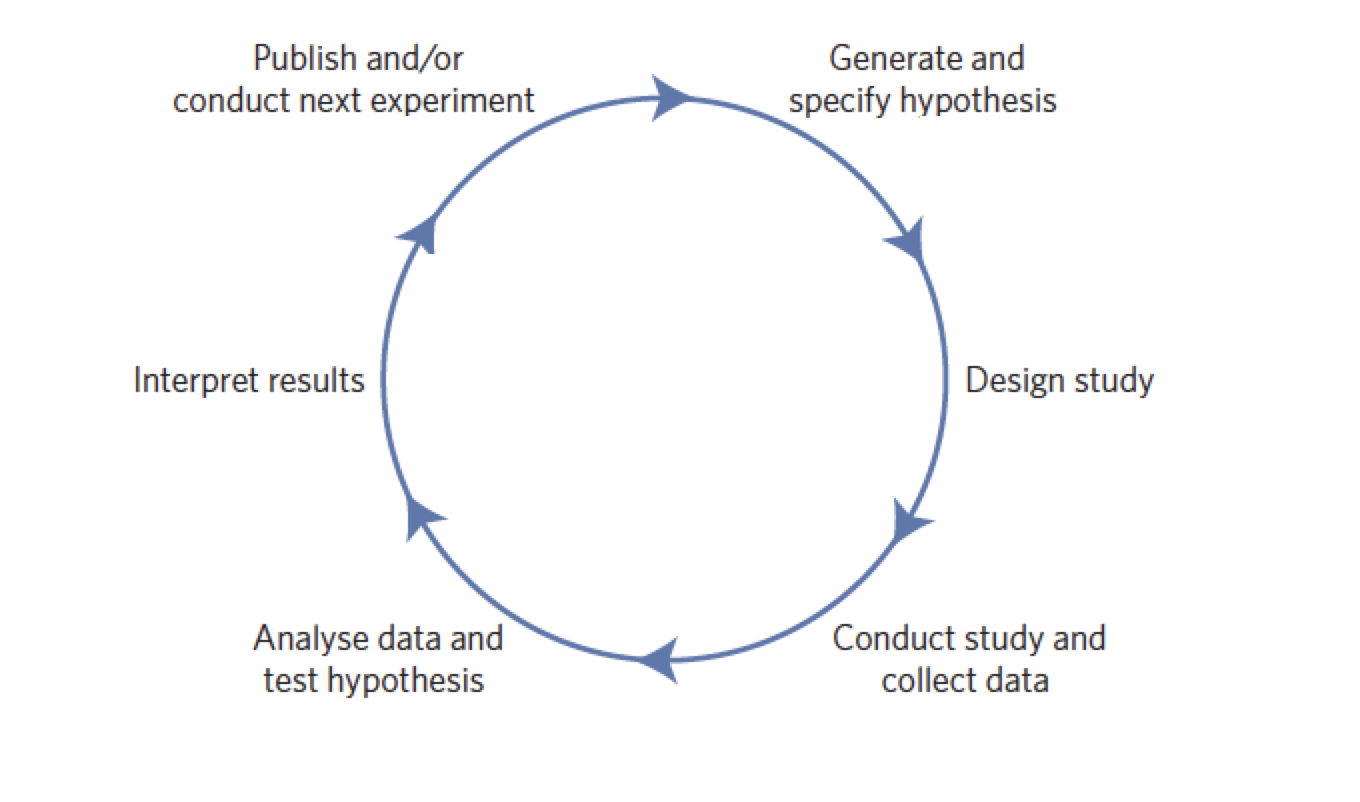 Publish and/or
conduct next experiment
Generate and
specify hypothesis
Interpret results
Design study
Analyse data and
test hypothesis
Conduct study and
collect data